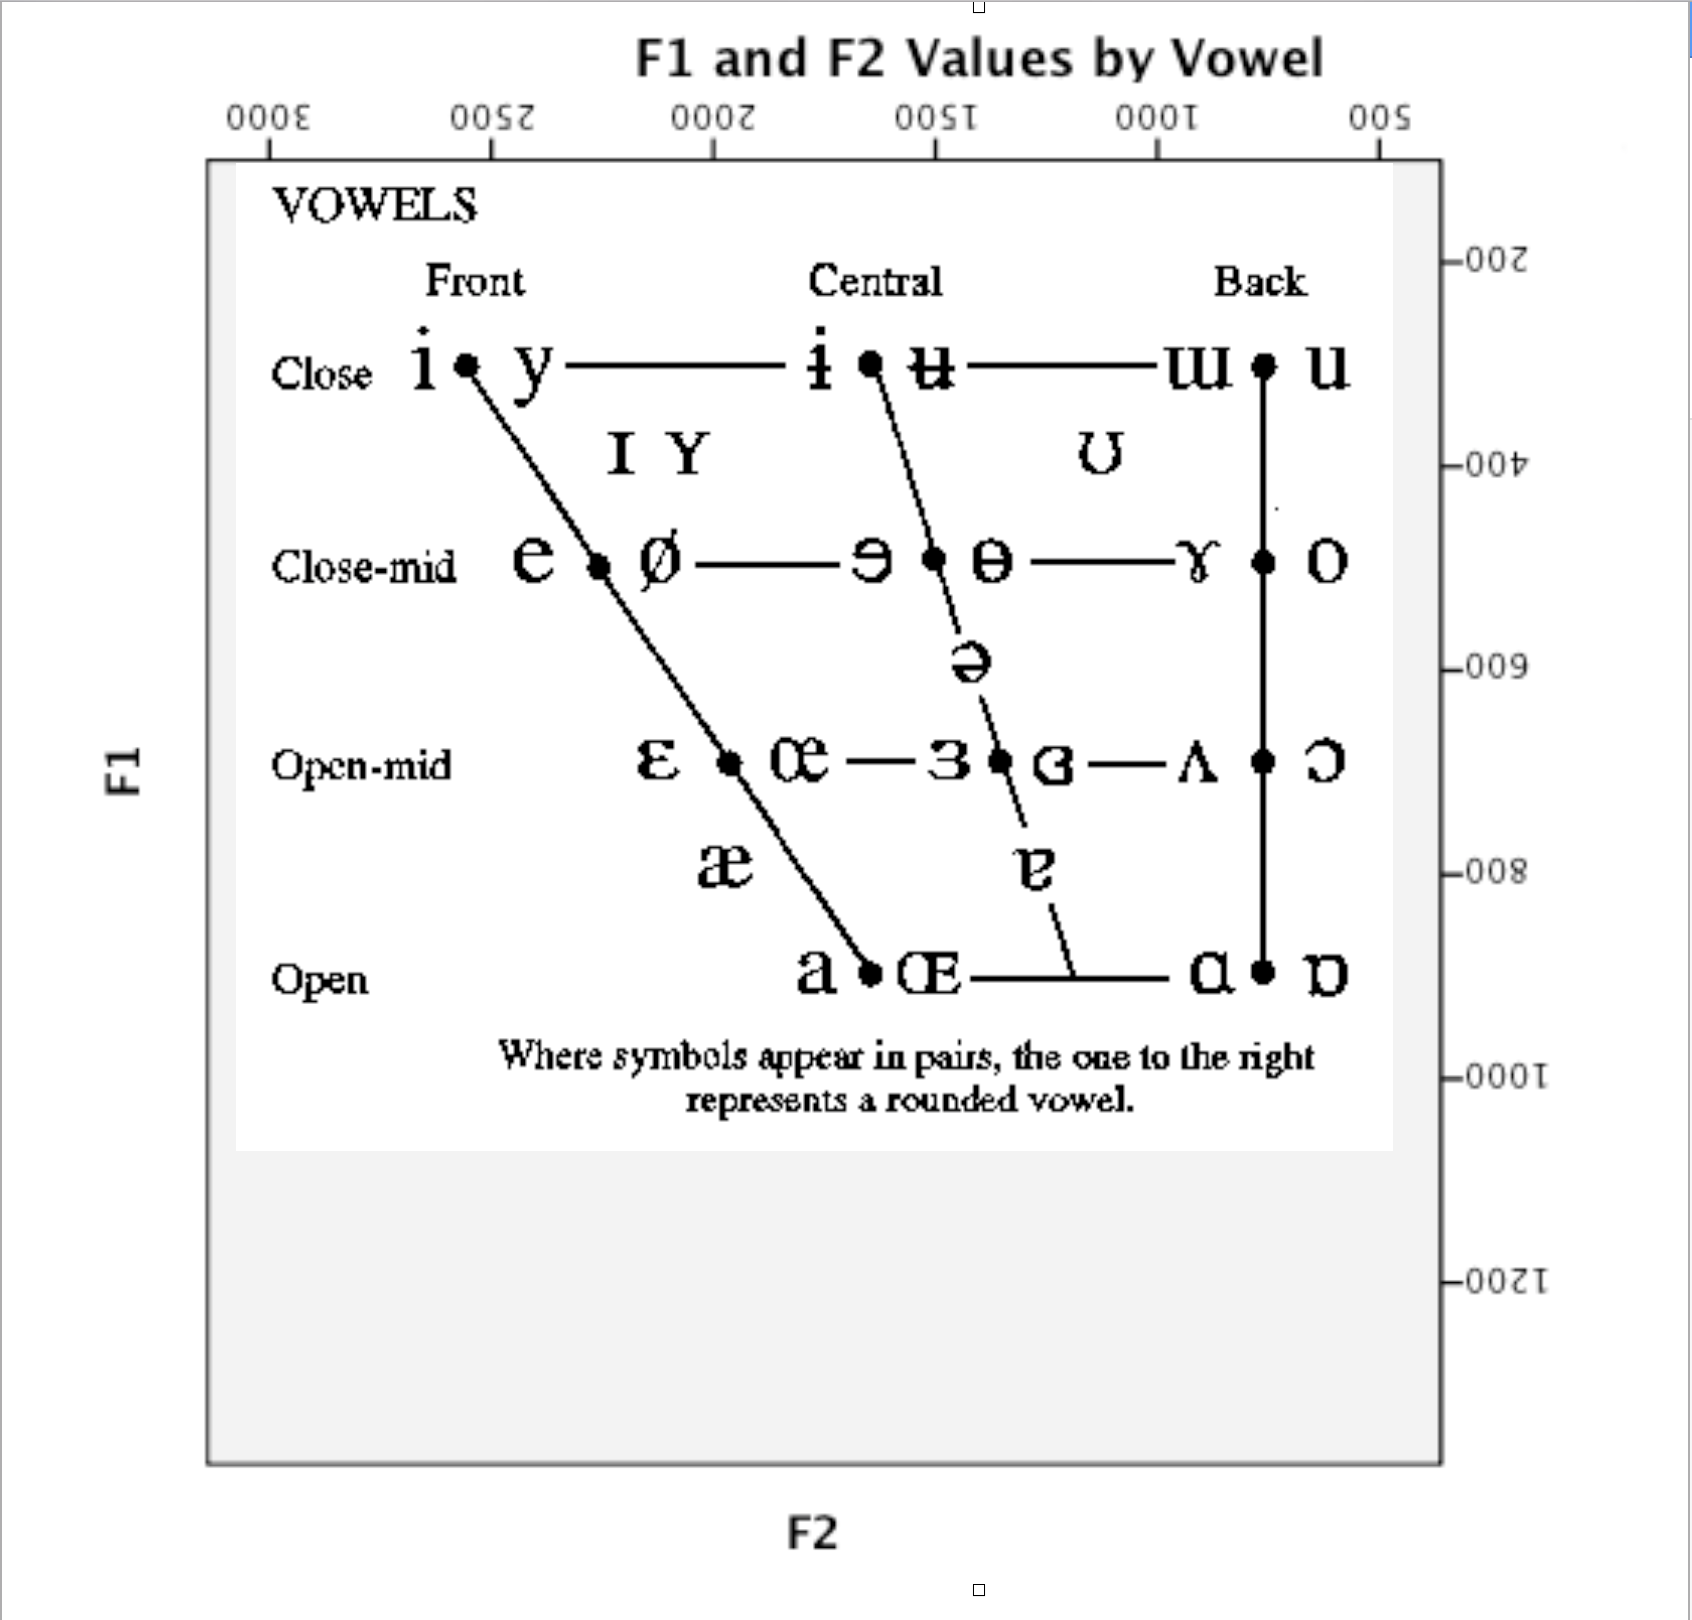 F1 and F2 Values by Vowel
3000 2500 2000 1500 1000 500
VOWELS
200
Front Central Back
Close i y ɨ ʉ ɯ u
ɪ ʏ ʊ
400
Close-mid e ø ɘ ɵ ɤ o
ə
600
F1
Open-mid ɛ œ ɜ ɞ ʌ ɔ
æ ɐ
800
Open a ɶ ɑ ɒ
Where symbols appear in pairs, the one to the right
represents a rounded vowel.
1000
1200
F2